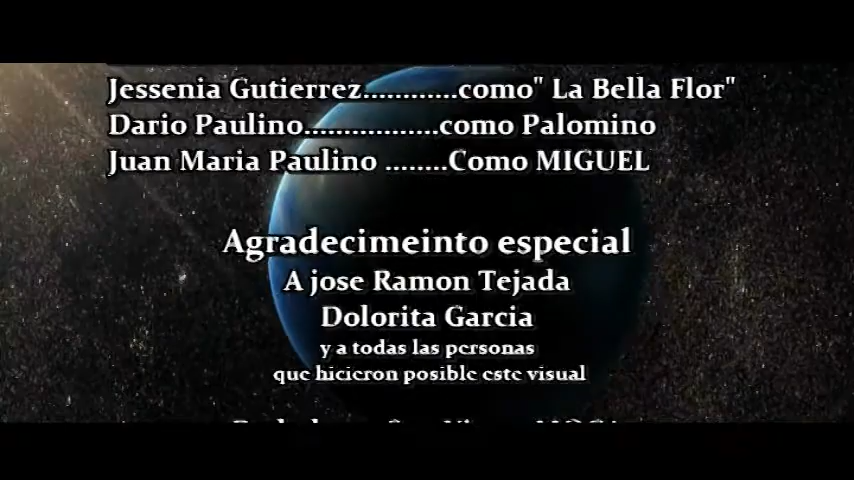 Jessenia Gutierrez............como" La Bella Flor"
Dario Paulino.................como Palomino
Juan Maria Paulino ........Como MIGUEL
Agradecimeinto especial
A jose Ramon Tejada
Dolorita Garcia
y a todas las personas
que hicieron posible este visual